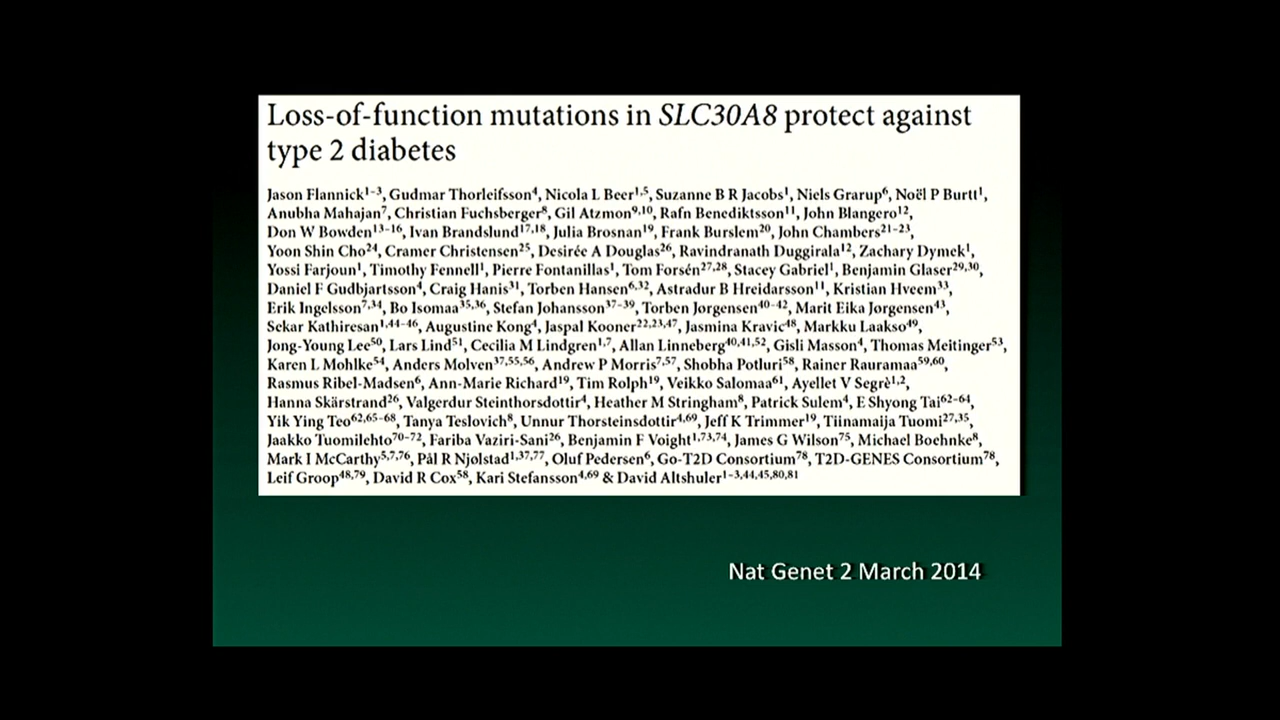 Loss-of-function mutations in SLC30A8 protect against
type 2 diabetes
Jason Flannick1–3, Gudmar Thorleifsson4, Nicola L Beer1,5, Suzanne B R Jacobs1, Niels Grarup6, Noël P Burtt1,
Anubha Mahajan7, Christian Fuchsberger8, Gil Atzmon9,10, Rafn Benediktsson11, John Blangero12,
Don W Bowden13–16, Ivan Brandslund17,18, Julia Brosnan19, Frank Burslem20, John Chambers21–23,
Yoon Shin Cho24, Cramer Christensen25, Desirée A Douglas26, Ravindranath Duggirala12, Zachary Dymek1,
Yossi Farjoun1, Timothy Fennell1, Pierre Fontanillas1, Tom Forsén27,28, Stacey Gabriel1, Benjamin Glaser29,30,
Daniel F Gudbjartsson4, Craig Hanis31, Torben Hansen6,32, Astradur B Hreidarsson11, Kristian Hveem33,
Erik Ingelsson7,34, Bo Isomaa35,36, Stefan Johansson37–39, Torben Jørgensen40–42, Marit Eika Jørgensen43,
Sekar Kathiresan1,44–46, Augustine Kong4, Jaspal Kooner22,23,47, Jasmina Kravic48, Markku Laakso49,
Jong-Young Lee50, Lars Lind51, Cecilia M Lindgren1,7, Allan Linneberg40,41,52, Gisli Masson4, Thomas Meitinger53,
Karen L Mohlke54, Anders Molven37,55,56, Andrew P Morris7,57, Shobha Potluri58, Rainer Rauramaa59,60,
Rasmus Ribel-Madsen6, Ann-Marie Richard19, Tim Rolph19, Veikko Salomaa61, Ayellet V Segrè1,2,
Hanna Skärstrand26, Valgerdur Steinthorsdottir4, Heather M Stringham8, Patrick Sulem4, E Shyong Tai62–64,
Yik Ying Teo62,65–68, Tanya Teslovich8, Unnur Thorsteinsdottir4,69, Jeff K Trimmer19, Tiinamaija Tuomi27,35,
Jaakko Tuomilehto70–72, Fariba Vaziri-Sani26, Benjamin F Voight1,73,74, James G Wilson75, Michael Boehnke8,
Mark I McCarthy5,7,76, Pål R Njølstad1,37,77, Oluf Pedersen6, Go-T2D Consortium78, T2D-GENES Consortium78,
Leif Groop48,79, David R Cox58, Kari Stefansson4,69 & David Altshuler1–3,44,45,80,81
Nat Genet 2 March 2014